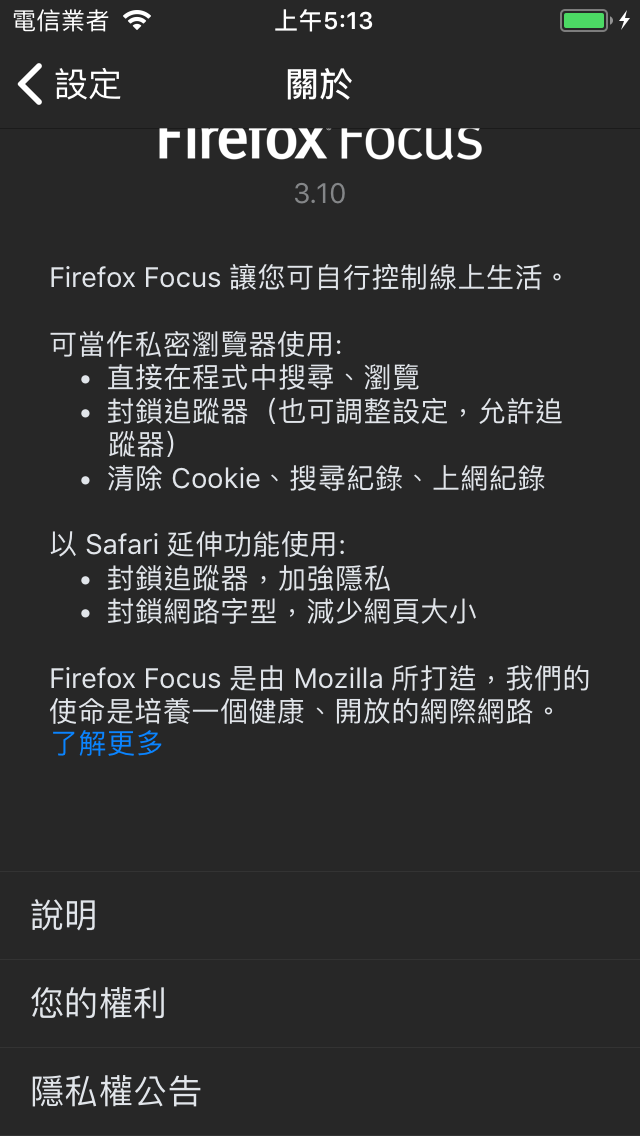 電信業者 上午5:13
設定 關於
Firefox Focus
3.10
Firefox Focus 讓您可自行控制線上生活。
可當作私密瀏覽器使用:
• 直接在程式中搜尋、瀏覽
• 封鎖追蹤器（也可調整設定，允許追
蹤器）
• 清除 Cookie、搜尋紀錄、上網紀錄
以 Safari 延伸功能使用:
• 封鎖追蹤器，加強隱私
• 封鎖網路字型，減少網頁大小
Firefox Focus 是由 Mozilla 所打造，我們的
使命是培養一個健康、開放的網際網路。
了解更多
說明
您的權利
隱私權公告